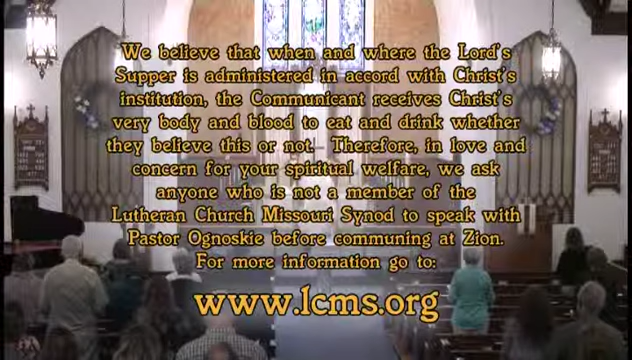 We believe that when and where the Lord's
Supper is administered in accord with Christ's
institution, the Communicant receives Christ's
very body and blood to eat and drink whether
they believe this or not. Therefore, in love and
concern for your spiritual welfare, we ask
anyone who is not a member of the
Lutheran Church Missouri Synod to speak with
Pastor Ognoskie before communing at Zion.
For more information go to:
www.lcms.org